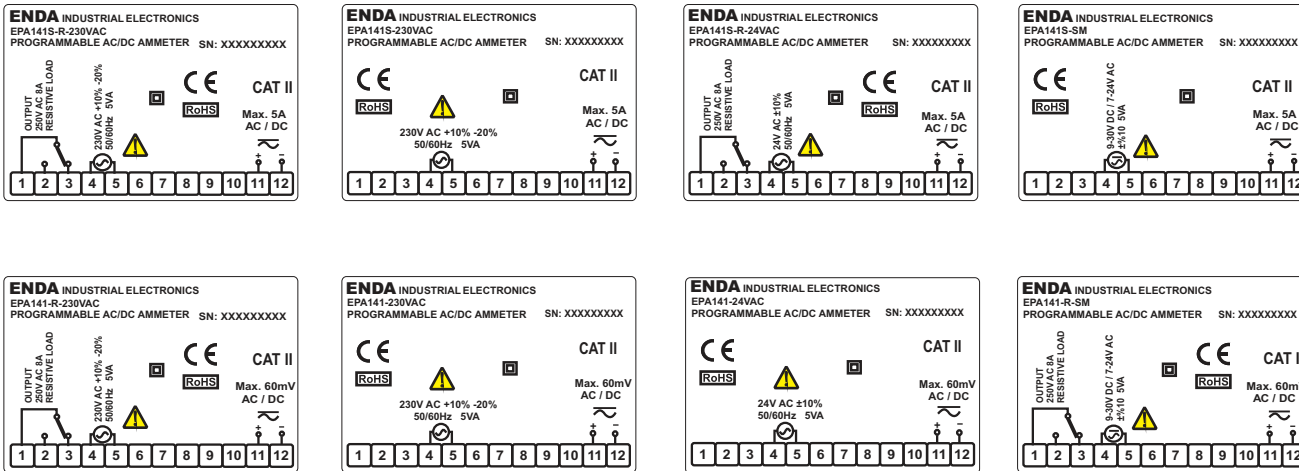 ENDA INDUSTRIAL ELECTRONICS
EPA141S-R-230VAC
PROGRAMMABLE AC/DC AMMETER SN: XXXXXXXXX
OUTPUT
250V AC 8A
RESISTIVE LOAD
230V AC +10% -20%
50/60Hz 5VA
CE
RoHS
CAT II
Max. 5A
AC / DC
+ –
1 2 3 4 5 6 7 8 9 10 11 12
ENDA INDUSTRIAL ELECTRONICS
EPA141S-230VAC
PROGRAMMABLE AC/DC AMMETER SN: XXXXXXXXX
CE
RoHS
230V AC +10% -20%
50/60Hz 5VA
CAT II
Max. 5A
AC / DC
+ –
1 2 3 4 5 6 7 8 9 10 11 12
ENDA INDUSTRIAL ELECTRONICS
EPA141S-R-24VAC
PROGRAMMABLE AC/DC AMMETER SN: XXXXXXXXX
OUTPUT
250V AC 8A
RESISTIVE LOAD
24V AC ±10%
50/60Hz 5VA
CE
RoHS
CAT II
Max. 5A
AC / DC
+ –
1 2 3 4 5 6 7 8 9 10 11 12
ENDA INDUSTRIAL ELECTRONICS
EPA141S-SM
PROGRAMMABLE AC/DC AMMETER SN: XXXXXXXXX
CE
RoHS
9-30V DC / 7-24V AC
±%10 5VA
CAT II
Max. 5A
AC / DC
+ –
1 2 3 4 5 6 7 8 9 10 11 12
ENDA INDUSTRIAL ELECTRONICS
EPA141-R-230VAC
PROGRAMMABLE AC/DC AMMETER SN: XXXXXXXXX
OUTPUT
250V AC 8A
RESISTIVE LOAD
230V AC +10% -20%
50/60Hz 5VA
CE
RoHS
CAT II
Max. 60mV
AC / DC
+ –
1 2 3 4 5 6 7 8 9 10 11 12
ENDA INDUSTRIAL ELECTRONICS
EPA141-230VAC
PROGRAMMABLE AC/DC AMMETER SN: XXXXXXXXX
CE
RoHS
230V AC +10% -20%
50/60Hz 5VA
CAT II
Max. 60mV
AC / DC
+ –
1 2 3 4 5 6 7 8 9 10 11 12
ENDA INDUSTRIAL ELECTRONICS
EPA141-24VAC
PROGRAMMABLE AC/DC AMMETER SN: XXXXXXXXX
CE
RoHS
24V AC ±10%
50/60Hz 5VA
CAT II
Max. 60mV
AC / DC
+ –
1 2 3 4 5 6 7 8 9 10 11 12
ENDA INDUSTRIAL ELECTRONICS
EPA141-R-SM
PROGRAMMABLE AC/DC AMMETER SN: XXXXXXXXX
OUTPUT
250V AC 8A
RESISTIVE LOAD
9-30V DC / 7-24V AC
±%10 5VA
CE
RoHS
CAT I
Max. 60m
AC / DC
+ –
1 2 3 4 5 6 7 8 9 10 11 12